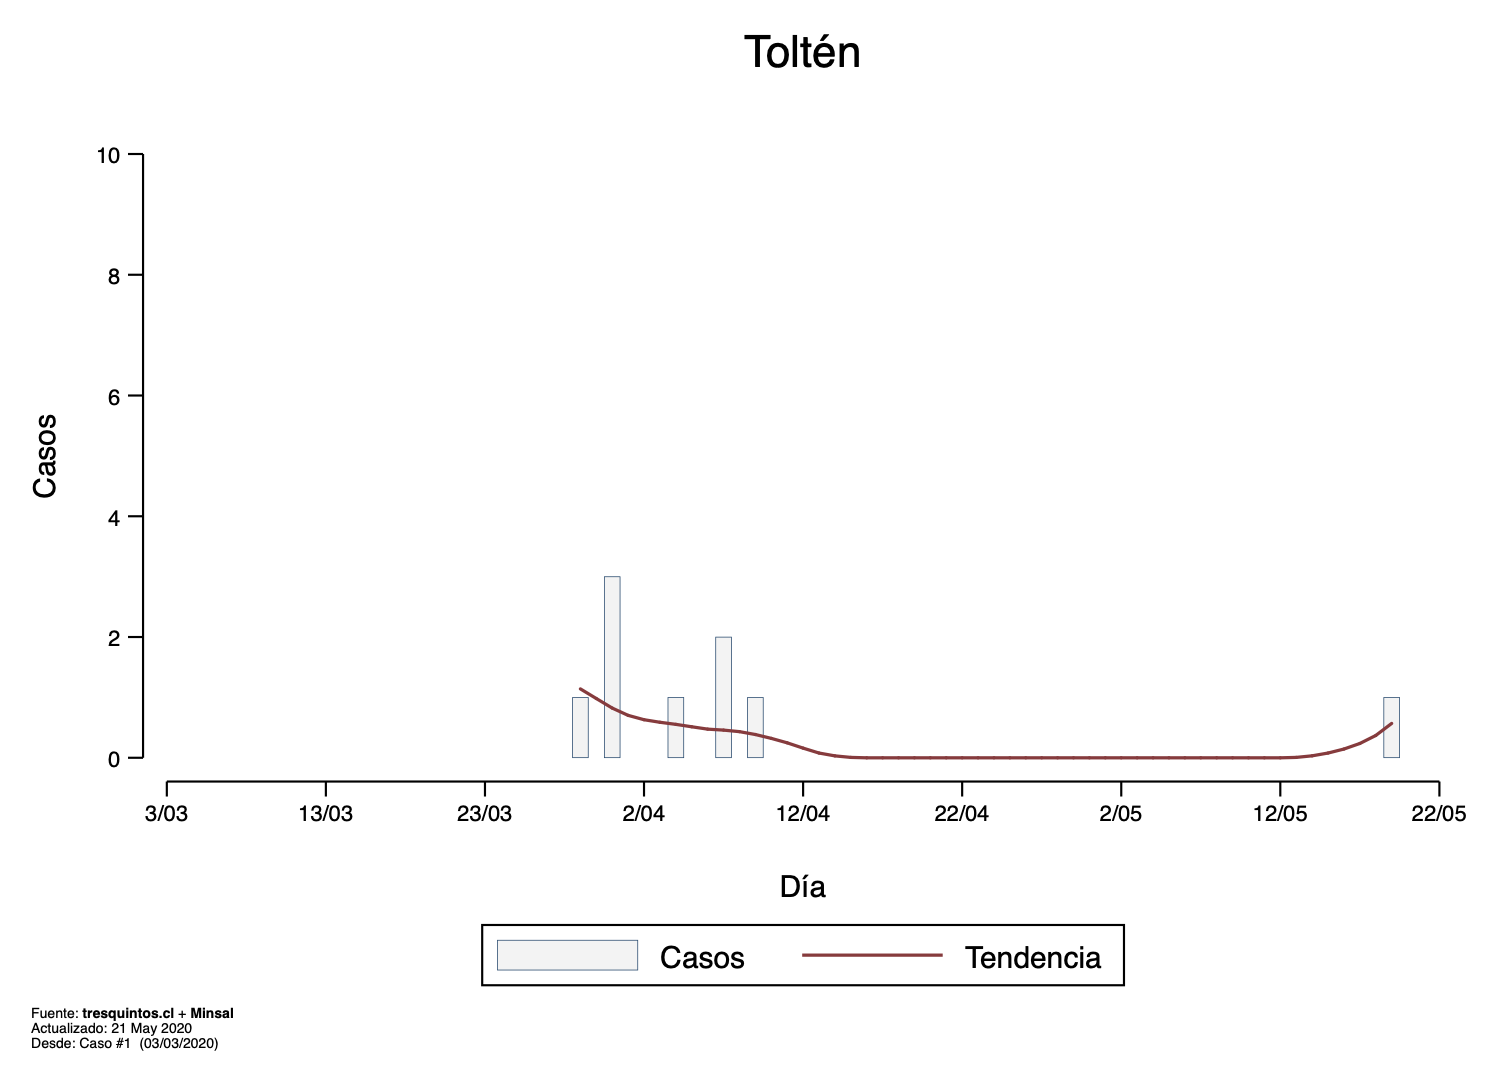 Toltén
10
8
6
4
2
0
Casos
3/03 13/03 23/03 2/04 12/04 22/04 2/05 12/05 22/05
Día
Casos Tendencia
Fuente: tresquintos.cl + Minsal
Actualizado: 21 May 2020
Desde: Caso #1 (03/03/2020)